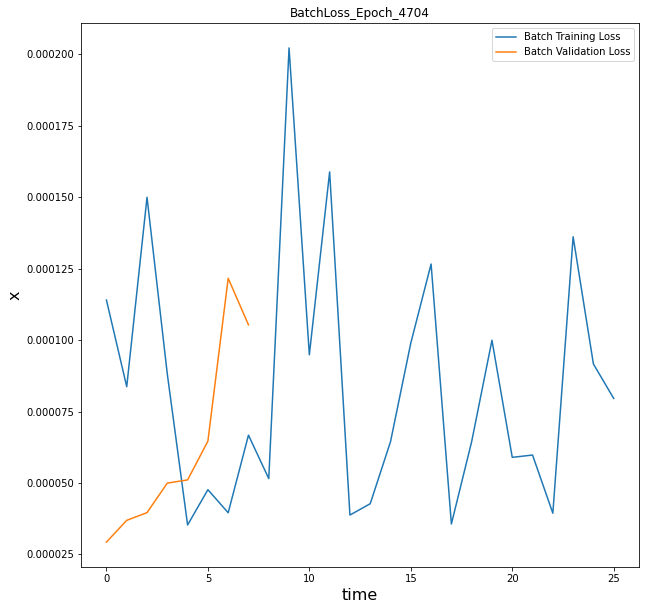 BatchLoss_Epoch_4704
Batch Training Loss
Batch Validation Loss
0.000200
0.000175
0.000150
0.000125
0.000100
0.000075
0.000050
0.000025
x
0 5 10 15 20 25
time